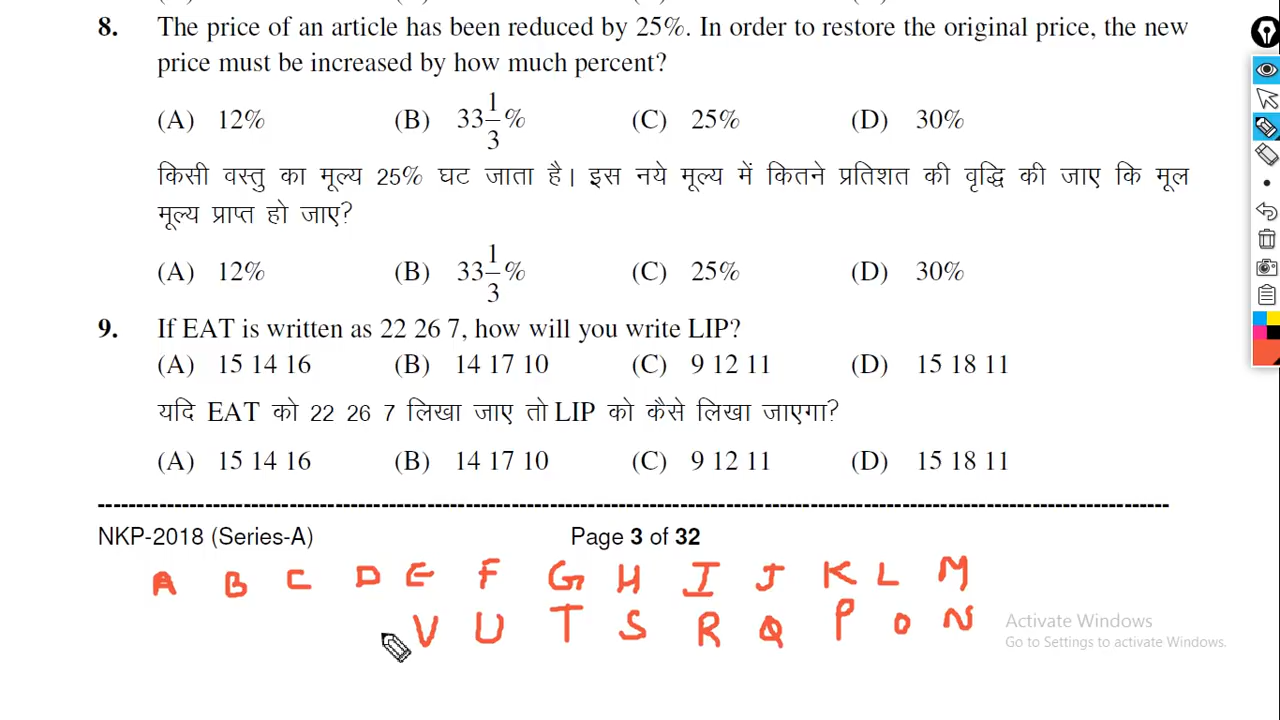 8. The price of an article has been reduced by 25%. In order to restore the original price, the new
price must be increased by how much percent?
(A) 12% (B) 33 1/3 % (C) 25% (D) 30%
किसी वस्तु का मूल्य 25% घट जाता है। इस नये मूल्य में कितने प्रतिशत की वृद्धि की जाए कि मूल
मूल्य प्राप्त हो जाए?
(A) 12% (B) 33 1/3 % (C) 25% (D) 30%
9. If EAT is written as 22 26 7, how will you write LIP?
(A) 15 14 16 (B) 14 17 10 (C) 9 12 11 (D) 15 18 11
यदि EAT को 22 26 7 लिखा जाए तो LIP को कैसे लिखा जाएगा?
(A) 15 14 16 (B) 14 17 10 (C) 9 12 11 (D) 15 18 11
NKP-2018 (Series-A) Page 3 of 32
A B C D E F G H I J K L M
V U T S R Q P O N
Activate Windows
Go to Settings to activate Windows.